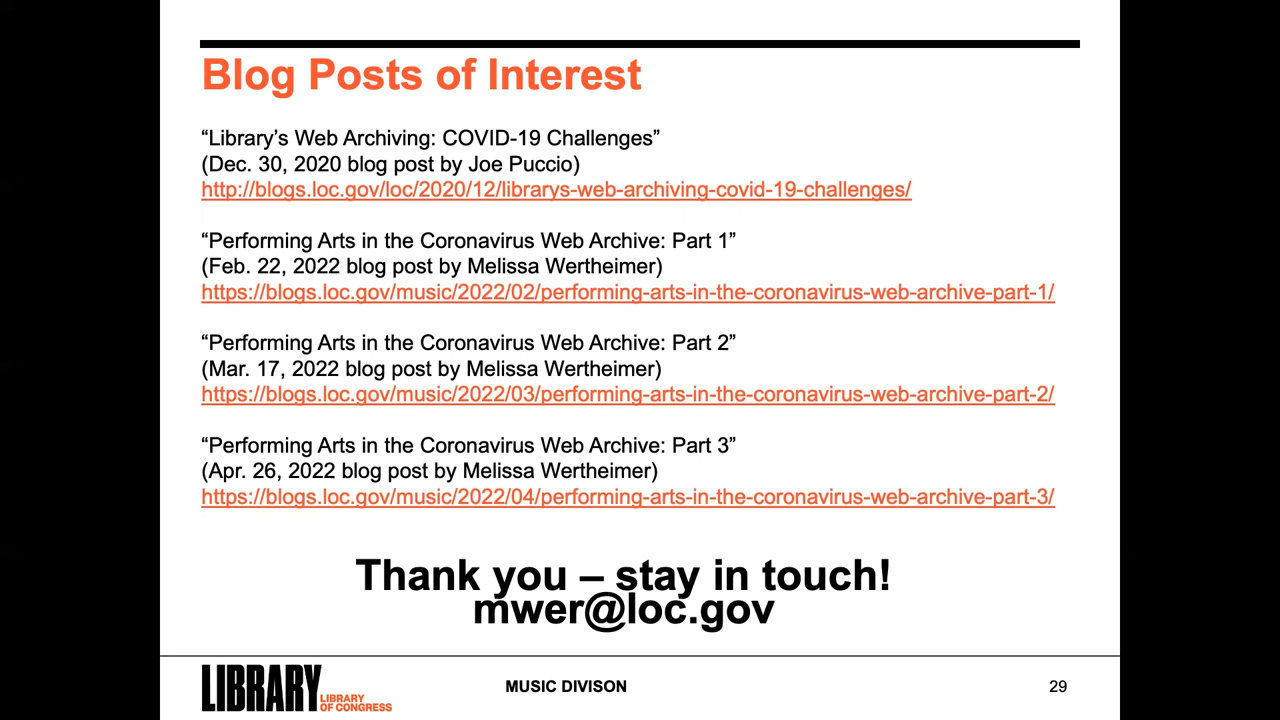 Blog Posts of Interest
“Library’s Web Archiving: COVID-19 Challenges”
(Dec. 30, 2020 blog post by Joe Puccio)
http://blogs.loc.gov/loc/2020/12/librarys-web-archiving-covid-19-challenges/
“Performing Arts in the Coronavirus Web Archive: Part 1”
(Feb. 22, 2022 blog post by Melissa Wertheimer)
https://blogs.loc.gov/music/2022/02/performing-arts-in-the-coronavirus-web-archive-part-1/
“Performing Arts in the Coronavirus Web Archive: Part 2”
(Mar. 17, 2022 blog post by Melissa Wertheimer)
https://blogs.loc.gov/music/2022/03/performing-arts-in-the-coronavirus-web-archive-part-2/
“Performing Arts in the Coronavirus Web Archive: Part 3”
(Apr. 26, 2022 blog post by Melissa Wertheimer)
https://blogs.loc.gov/music/2022/04/performing-arts-in-the-coronavirus-web-archive-part-3/
Thank you – stay in touch!
mwer@loc.gov
LIBRARY
LIBRARY
OF CONGRESS
MUSIC DIVISON
29